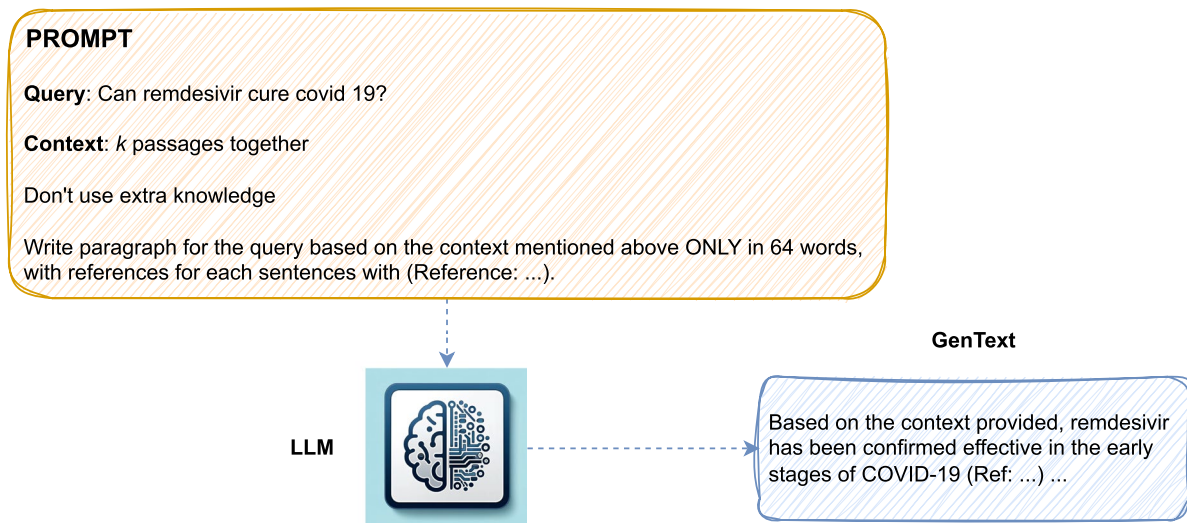 PROMPT
Query: Can remdesivir cure covid 19?
Context: k passages together
Don't use extra knowledge
Write paragraph for the query based on the context mentioned above ONLY in 64 words,
with references for each sentences with (Reference: ...).
GenText
LLM
Based on the context provided, remdesivir
has been confirmed effective in the early
stages of COVID-19 (Ref: ...) ...